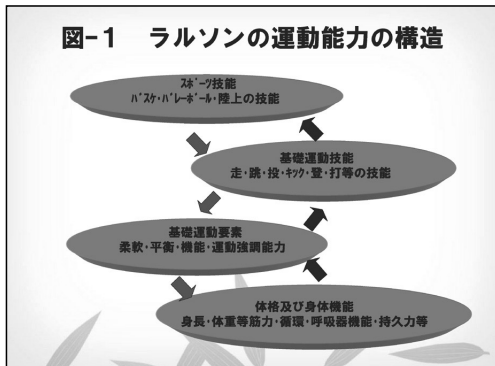 図-1　ラルソンの運動能力の構造
スポーツ技能
バスケ・バレーボール・陸上の技能
基礎運動技能
走・跳・投・キック・登・打等の技能
基礎運動要素
柔軟・平衡・機能・運動強調能力
体格及び身体機能
身長・体重等筋力・循環・呼吸器機能・持久力等